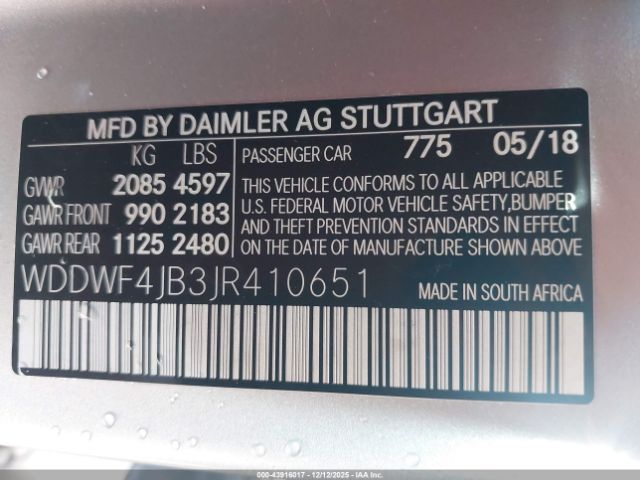 MFD BY DAIMLER AG STUTTGART
KG LBS
PASSENGER CAR 775 05/18
GVWR 2085 4597
GAWR FRONT 990 2183
GAWR REAR 1125 2480
THIS VEHICLE CONFORMS TO ALL APPLICABLE
U.S. FEDERAL MOTOR VEHICLE SAFETY,BUMPER
AND THEFT PREVENTION STANDARDS IN EFFECT
ON THE DATE OF MANUFACTURE SHOWN ABOVE
WDDWF4JB3JR410651
MADE IN SOUTH AFRICA
000-43916017 - 12/12/2025 - IAAI.CA